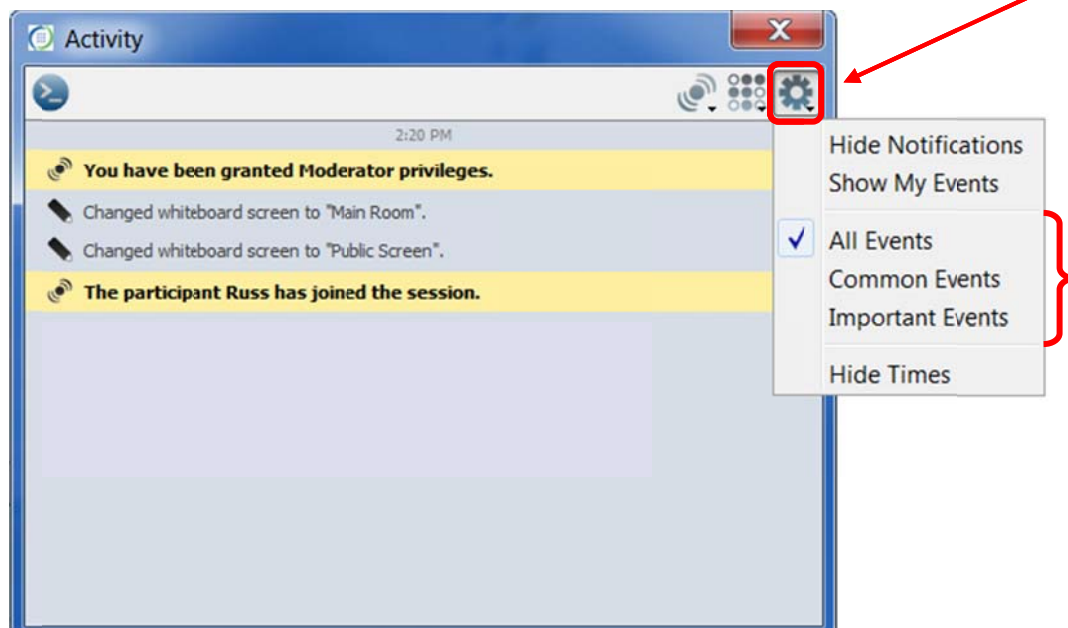 Activity
2:20 PM
You have been granted Moderator privileges.
Changed whiteboard screen to "Main Room".
Changed whiteboard screen to "Public Screen".
The participant Russ has joined the session.
Hide Notifications
Show My Events
All Events
Common Events
Important Events
Hide Times